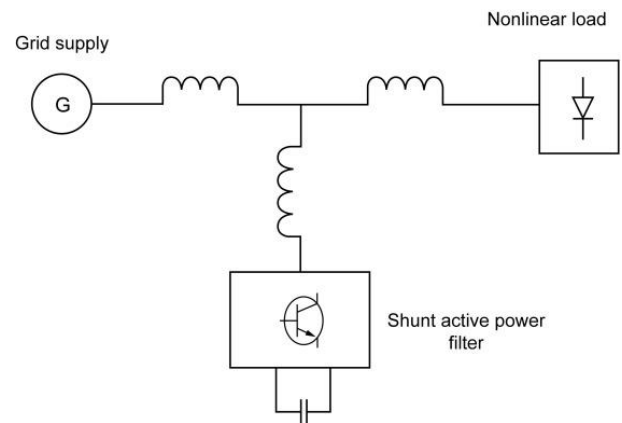 Nonlinear load
Grid supply
G
Shunt active power
filter